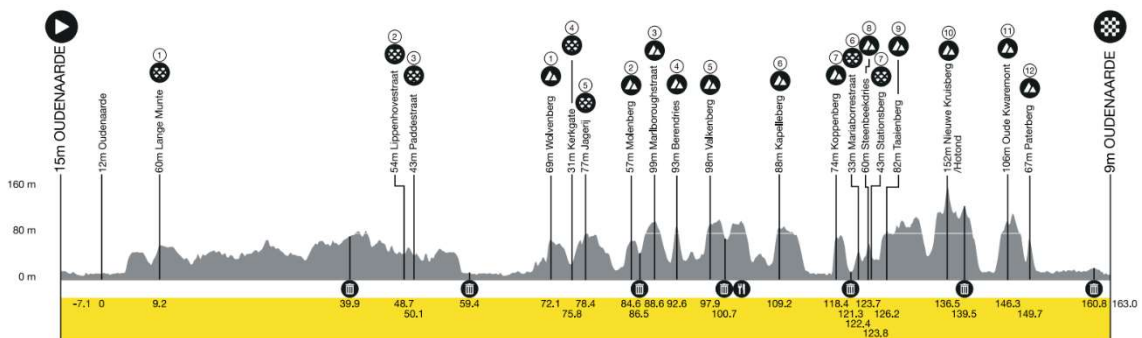 15m OUDENAARDE
12m Oudenaarde
1
60m Lange Munte
2
54m Lippenhovestraat
3
43m Paddestraat
1
69m Wolvenberg
4
31m Kerkgate
5
77m Jagerij
2
57m Molenberg
3
99m Marlboroughstraat
4
93m Berendries
5
98m Valkenberg
6
88m Kapelleberg
7
74m Koppenberg
6
33m Mariaborrestraat
8
60m Steenbeekdries
7
43m Stationsberg
9
82m Taaienberg
10
152m Nieuwe Kruisberg
/Hotond
11
106m Oude Kwaremont
12
67m Paterberg
9m OUDENAARDE
160 m
80 m
0 m
-7.1 0 9.2 39.9 48.7 59.4 72.1 78.4 84.6 88.6 92.6 97.9 109.2 118.4 123.7 136.5 146.3 160.8 163.0
50.1 75.8 86.5 100.7 121.3 126.2 139.5 149.7
122.4
123.8